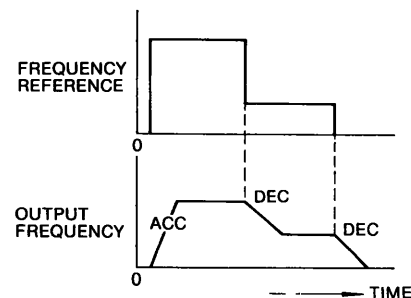 FREQUENCY
REFERENCE
0
DEC
OUTPUT
FREQUENCY
ACC
DEC
0
TIME